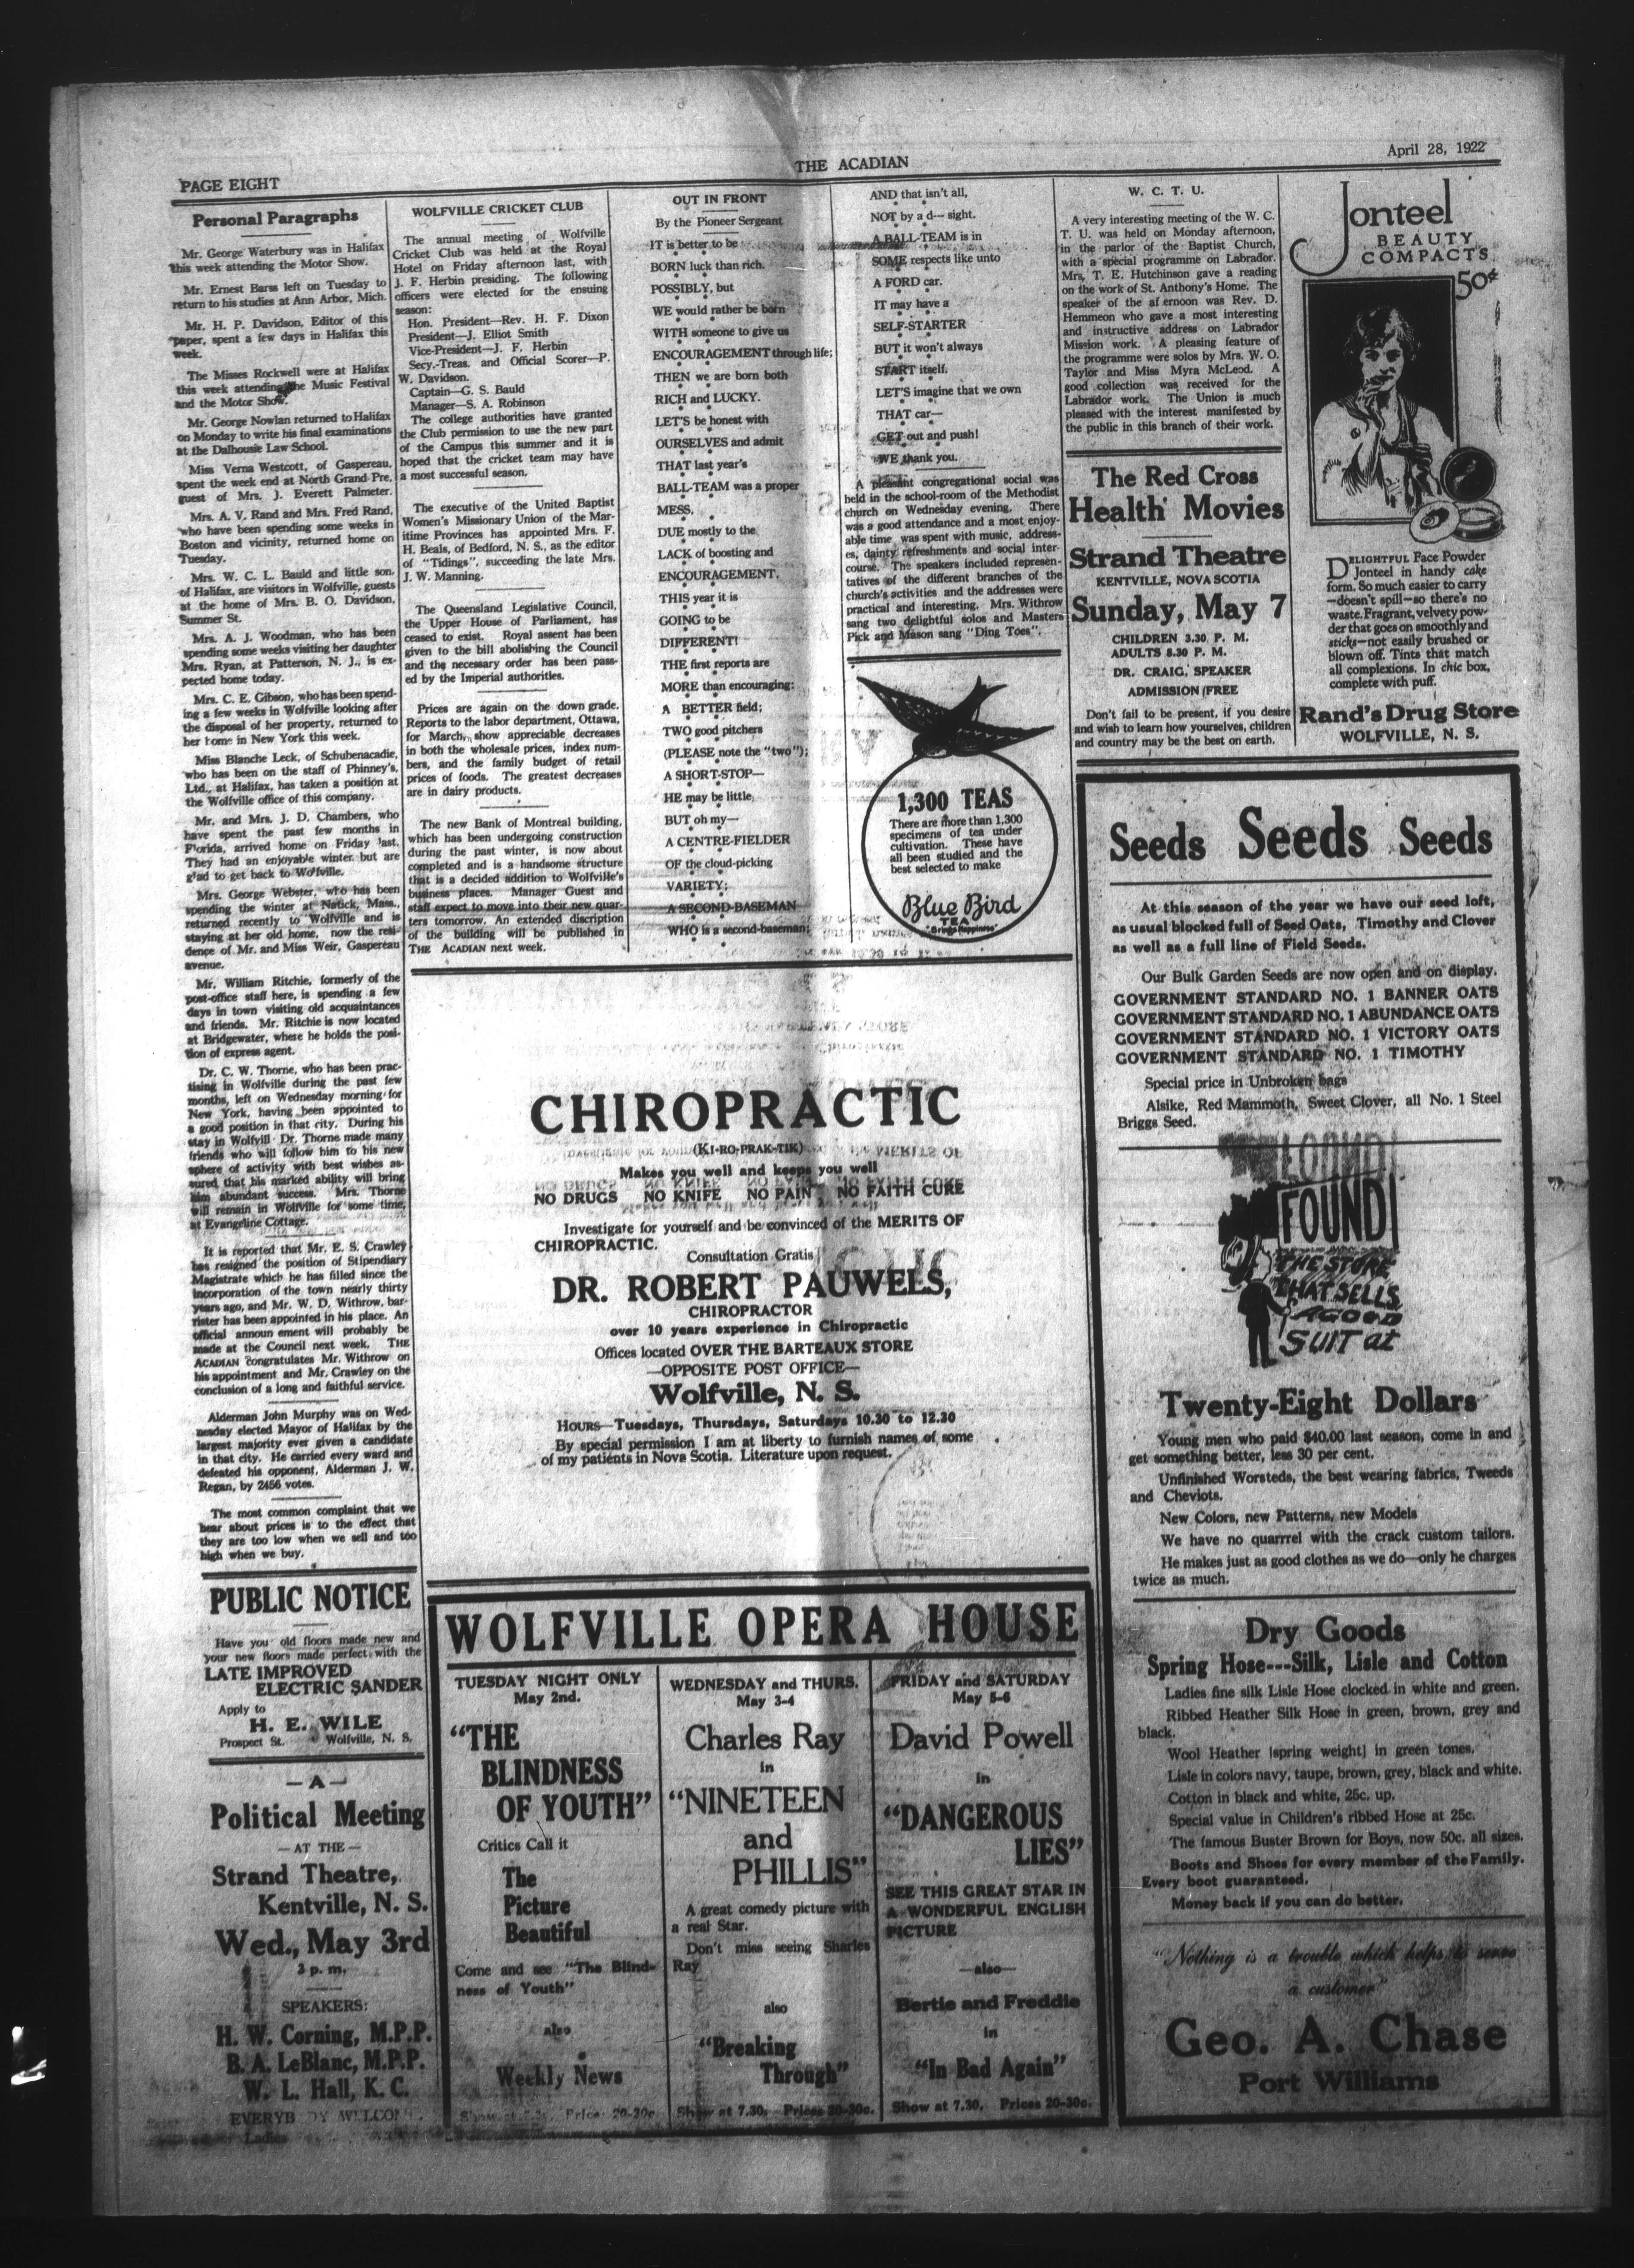 PAGE EIGHT
THE ACADIAN
April 28, 1922
Personal Paragraphs
Mr. George Waterbury was in Halifax
this week attending the Motor Show.
Mr. Ernest Barss left on Tuesday to
return to his studies at Ann Arbor, Mich.
Mr. H. P. Davidson, Editor of this
paper, spent a few days in Halifax this
week.
The Misses Rockwell were at Halifax
this week attending the Music Festival
and the Motor Show.
Mr. George Nowlan returned to Halifax
on Monday to write his final examinations
at the Dalhousie Law School.
Miss Verna Westcott, of Gaspereau,
spent the week end at North Grand Pre,
guest of Mrs. J. Everett Palmeter.
Mrs. A. V. Rand and Mrs. Fred Rand,
who have been spending some weeks in
Boston and vicinity, returned home on
Tuesday.
Mrs. W. C. L. Bauld and little son,
of Halifax, are visitors in Wolfville, guests
at the home of Mrs. B. O. Davidson,
Summer St.
Mrs. A. J. Woodman, who has been
spending some weeks visiting her daughter
Mrs. Ryan, at Patterson, N. J., is ex-
pected home today.
Mrs. C. E. Gibson, who has been spend-
ing a few weeks in Wolfville looking after
the disposal of her property, returned to
her home in New York this week.
Miss Blanche Leck, of Schubenacadie,
who has been on the staff of Phinney's,
Ltd., at Halifax, has taken a position at
the Wolfville office of this company.
Mr. and Mrs. J. D. Chambers, who
have spent the past few months in
Florida, arrived home on Friday last.
They had an enjoyable winter but are
glad to get back to Wolfville.
Mrs. George Webster, who has been
spending the winter at Natick, Mass.,
returned recently to Wolfville and is
staying at her old home, now the resi-
dence of Mr. and Miss Weir, Gaspereau
avenue.
Mr. William Ritchie, formerly of the
post-office staff here, is spending a few
days in town visiting old acquaintances
and friends. Mr. Ritchie is now located
at Bridgewater, where he holds the posi-
tion of express agent.
Dr. C. W. Thorne, who has been prac-
tising in Wolfville during the past few
months, left on Wednesday morning for
New York, having been appointed to
a good position in that city. During his
stay in Wolfvill Dr. Thorne made many
friends who will follow him to his new
sphere of activity with best wishes as-
sured that his marked ability will bring
him abundant success. Mrs. Thorne
will remain in Wolfville for some time,
at Evangeline Cottage.
It is reported that Mr. E. S. Crawley
has resigned the position of Stipendiary
Magistrate which he has filled since the
incorporation of the town nearly thirty
years ago, and Mr. W. D. Withrow, bar-
rister has been appointed in his place. An
official announ ement will probably be
made at the Council next week. THE
ACADIAN congratulates Mr. Withrow on
his appointment and Mr. Crawley on the
conclusion of a long and faithful service.
Alderman John Murphy was on Wed-
nesday elected Mayor of Halifax by the
largest majority ever given a candidate
in that city. He carried every ward and
defeated his opponent, Alderman J. W.
Regan, by 2456 votes.
The most common complaint that we
hear about prices is to the effect that
they are too low when we sell and too
high when we buy.
PUBLIC NOTICE
Have you old floors made new and
your new floors made perfect with the
LATE IMPROVED
ELECTRIC SANDER
Apply to
H. E. WILE
Prospect St. Wolfville, N. S.
—A—
Political Meeting
—AT THE—
Strand Theatre,
Kentville, N. S.
Wed., May 3rd
3 p. m.
SPEAKERS:
H. W. Corning, M.P.P.
B. A. LeBlanc, M.P.P.
W. L. Hall, K. C.
EVERYB DY WELCOM
Ladies
WOLFVILLE CRICKET CLUB
The annual meeting of Wolfville
Cricket Club was held at the Royal
Hotel on Friday afternoon last, with
J. F. Herbin presiding. The following
officers were elected for the ensuing
season:
Hon. President—Rev. H. F. Dixon
President—J. Elliot Smith
Vice-President—J. F. Herbin
Secy.-Treas. and Official Scorer—P.
W. Davidson.
Captain—G. S. Bauld
Manager—S. A. Robinson
The college authorities have granted
the Club permission to use the new part
of the Campus this summer and it is
hoped that the cricket team may have
a most successful season.
The executive of the United Baptist
Women's Missionary Union of the Mar-
itime Provinces has appointed Mrs. F.
H. Beals, of Bedford, N. S., as the editor
of "Tidings", succeeding the late Mrs.
J. W. Manning.
The Queensland Legislative Council,
the Upper House of Parliament, has
ceased to exist. Royal assent has been
given to the bill abolishing the Council
and the necessary order has been pass-
ed by the Imperial authorities.
Prices are again on the down grade.
Reports to the labor department, Ottawa,
for March, show appreciable decreases
in both the wholesale prices, index num-
bers, and the family budget of retail
prices of foods. The greatest decreases
are in dairy products.
The new Bank of Montreal building,
which has been undergoing construction
during the past winter, is now about
completed and is a handsome structure
that is a decided addition to Wolfville's
business places. Manager Guest and
staff expect to move into their new quar-
ters tomorrow. An extended discription
of the building will be published in
THE ACADIAN next week.
OUT IN FRONT
By the Pioneer Sergeant
IT is better to be
BORN luck than rich.
POSSIBLY, but
WE would rather be born
WITH someone to give us
ENCOURAGEMENT through life;
THEN we are born both
RICH and LUCKY.
LET'S be honest with
OURSELVES and admit
THAT last year's
BALL-TEAM was a proper
MESS,
DUE mostly to the
LACK of boosting and
ENCOURAGEMENT.
THIS year it is
GOING to be
DIFFERENT!
THE first reports are
MORE than encouraging:
A BETTER field;
TWO good pitchers
(PLEASE note the "two");
A SHORT-STOP—
HE may be little,
BUT oh my—
A CENTRE-FIELDER
OF the cloud-picking
VARIETY;
A SECOND-BASEMAN
WHO is a second-baseman;
AND that isn't all,
NOT by a d— sight.
A BALL-TEAM is in
SOME respects like unto
A FORD car.
IT may have a
SELF-STARTER
BUT it won't always
START itself.
LET'S imagine that we own
THAT car—
GET out and push!
WE thank you.
A pleasant congregational social was
held in the school-room of the Methodist
church on Wednesday evening. There
was a good attendance and a most enjoy-
able time was spent with music, address-
es, dainty refreshments and social inter-
course. The speakers included represen-
tatives of the different branches of the
church's activities and the addresses were
practical and interesting. Mrs. Withrow
sang two delightful solos and Masters
Pick and Mason sang "Ding Toes".
1,300 TEAS
There are more than 1,300
specimens of tea under
cultivation. These have
all been studied and the
best selected to make
Blue Bird
TEA
"Brings Happiness"
W. C. T. U.
A very interesting meeting of the W. C.
T. U. was held on Monday afternoon,
in the parlor of the Baptist Church,
with a special programme on Labrador.
Mrs, T. E. Hutchinson gave a reading
on the work of St. Anthony's Home. The
speaker of the af ernoon was Rev. D.
Hemmeon who gave a most interesting
and instructive address on Labrador
Mission work. A pleasing feature of
the programme were solos by Mrs. W. O.
Taylor and Miss Myra McLeod. A
good collection was received for the
Labrador work. The Union is much
pleased with the interest manifested by
the public in this branch of their work.
The Red Cross
Health Movies
Strand Theatre
KENTVILLE, NOVA SCOTIA
Sunday, May 7
CHILDREN 3.30 P. M.
ADULTS 8.30 P. M.
DR. CRAIG, SPEAKER
ADMISSION FREE
Don't fail to be present, if you desire
and wish to learn how yourselves, children
and country may be the best on earth.
Jonteel
BEAUTY
COMPACTS
50¢
DELIGHTFUL Face Powder
Jonteel in handy cake
form. So much easier to carry
—doesn't spill—so there's no
waste. Fragrant, velvety pow-
der that goes on smoothly and
sticks—not easily brushed or
blown off. Tints that match
all complexions. In chic box,
complete with puff.
Rand's Drug Store
WOLFVILLE, N. S.
CHIROPRACTIC
(KI-RO-PRAK-TIK)
Makes you well and keeps you well
NO DRUGS NO KNIFE NO PAIN NO FAITH CURE
Investigate for yourself and be convinced of the MERITS OF
CHIROPRACTIC.
Consultation Gratis
DR. ROBERT PAUWELS,
CHIROPRACTOR
over 10 years experience in Chiropractic
Offices located OVER THE BARTEAUX STORE
—OPPOSITE POST OFFICE—
Wolfville, N. S.
HOURS—Tuesdays, Thursdays, Saturdays 10.30 to 12.30
By special permission I am at liberty to furnish names of some
of my patients in Nova Scotia. Literature upon request.
WOLFVILLE OPERA HOUSE
TUESDAY NIGHT ONLY
May 2nd.
"THE
BLINDNESS
OF YOUTH"
Critics Call it
The
Picture
Beautiful
Come and see "The Blind-
ness of Youth"
also
Weekly News
Show at 7.30, Prices 20-30c
WEDNESDAY and THURS.
May 3-4
Charles Ray
in
"NINETEEN
and
PHILLIS"
A great comedy picture with
a real Star.
Don't miss seeing Sharles
Ray
also
"Breaking
Through"
Show at 7.30, Prices 20-30c.
FRIDAY and SATURDAY
May 5-6
David Powell
in
"DANGEROUS
LIES"
SEE THIS GREAT STAR IN
A WONDERFUL ENGLISH
PICTURE
—also—
Bertie and Freddie
in
"In Bad Again"
Show at 7.30, Prices 20-30c.
Seeds Seeds Seeds
At this season of the year we have our seed loft,
as usual blocked full of Seed Oats, Timothy and Clover
as well as a full line of Field Seeds.
Our Bulk Garden Seeds are now open and on display.
GOVERNMENT STANDARD NO. 1 BANNER OATS
GOVERNMENT STANDARD NO. 1 ABUNDANCE OATS
GOVERNMENT STANDARD NO. 1 VICTORY OATS
GOVERNMENT STANDARD NO. 1 TIMOTHY
Special price in Unbroken bags
Alsike, Red Mammoth, Sweet Clover, all No. 1 Steel
Briggs Seed.
FOUND!
THE STORE
THAT SELLS
A GOOD
SUIT at
Twenty-Eight Dollars
Young men who paid $40.00 last season, come in and
get something better, less 30 per cent.
Unfinished Worsteds, the best wearing fabrics, Tweeds
and Cheviots.
New Colors, new Patterns, new Models
We have no quarrrel with the crack custom tailors.
He makes just as good clothes as we do—only he charges
twice as much.
Dry Goods
Spring Hose---Silk, Lisle and Cotton
Ladies fine silk Lisle Hose clocked in white and green.
Ribbed Heather Silk Hose in green, brown, grey and
black.
Wool Heather [spring weight] in green tones.
Lisle in colors navy, taupe, brown, grey, black and white.
Cotton in black and white, 25c. up.
Special value in Children's ribbed Hose at 25c.
The famous Buster Brown for Boys, now 50c. all sizes.
Boots and Shoes for every member of the Family.
Every boot guaranteed.
Money back if you can do better.
"Nothing is a trouble which helps to serve
a customer"
Geo. A. Chase
Port Williams